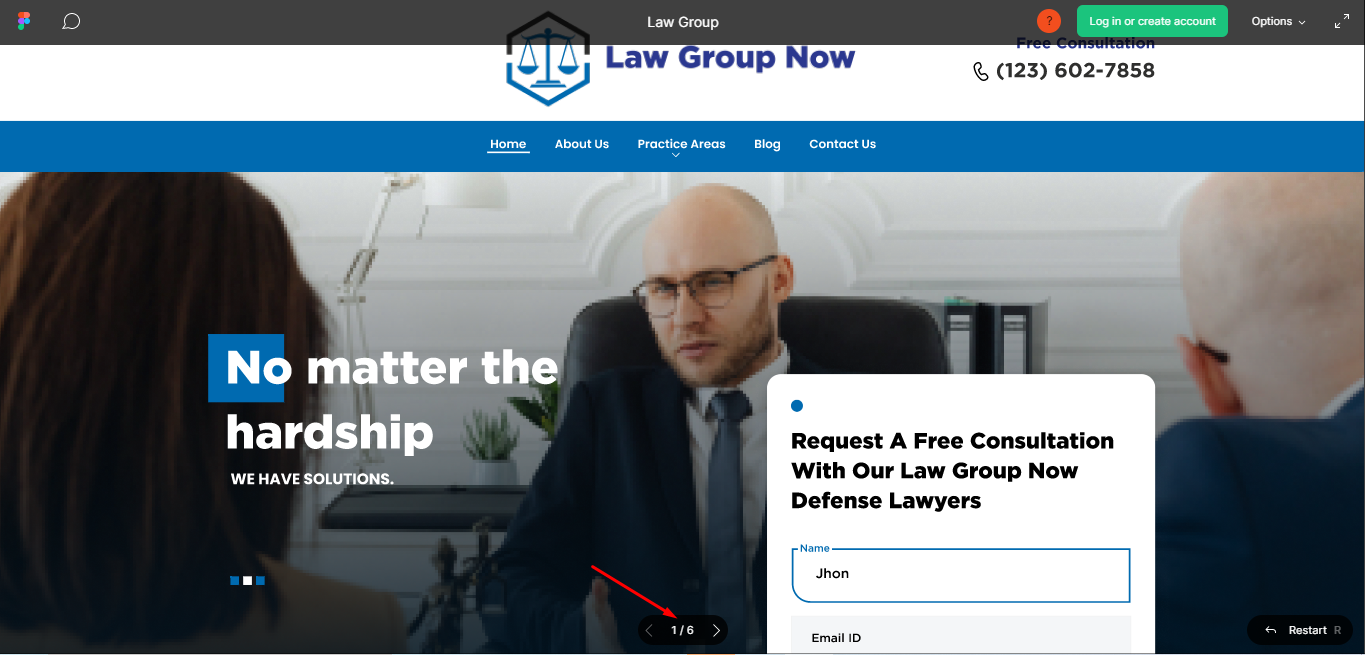 Law Group
?
Log in or create account
Options
Law Group Now
Free Consultation
(123) 602-7858
Home
About Us
Practice Areas
Blog
Contact Us
No matter the
hardship
WE HAVE SOLUTIONS.
Request A Free Consultation
With Our Law Group Now
Defense Lawyers
Name
Jhon
Email ID
1 / 6
Restart R